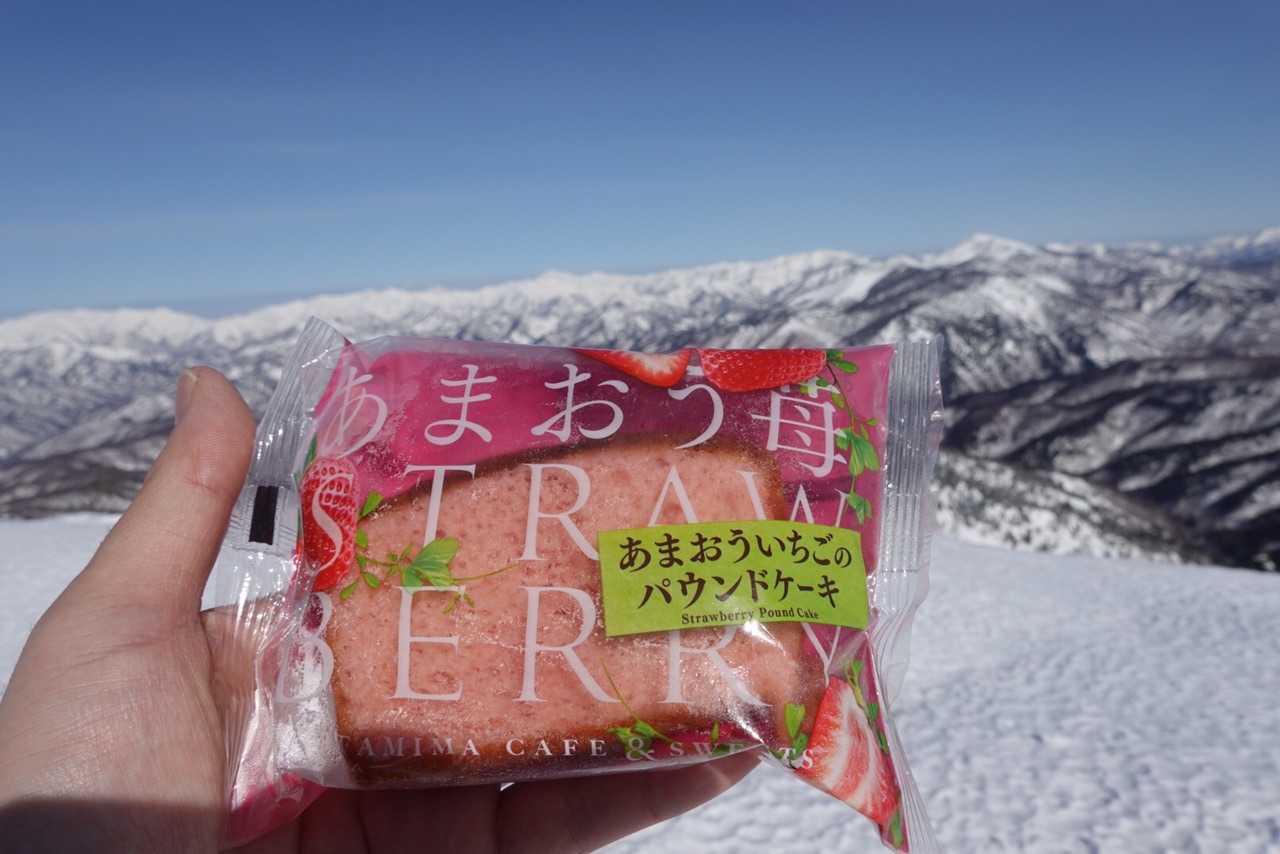 あまおう苺
STRAW
BERRY
あまおういちごの
パウンドケーキ
Strawberry Pound Cake
TAMIMA CAFE & SWEETS